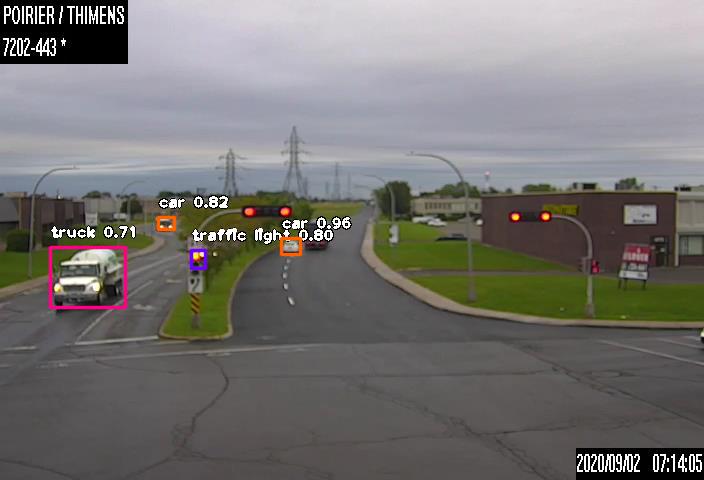 POIRIER / THIMENS
7202-443 *
car 0.82
car 0.96
truck 0.71
traffic light 0.80
2020/09/02 07:14:05